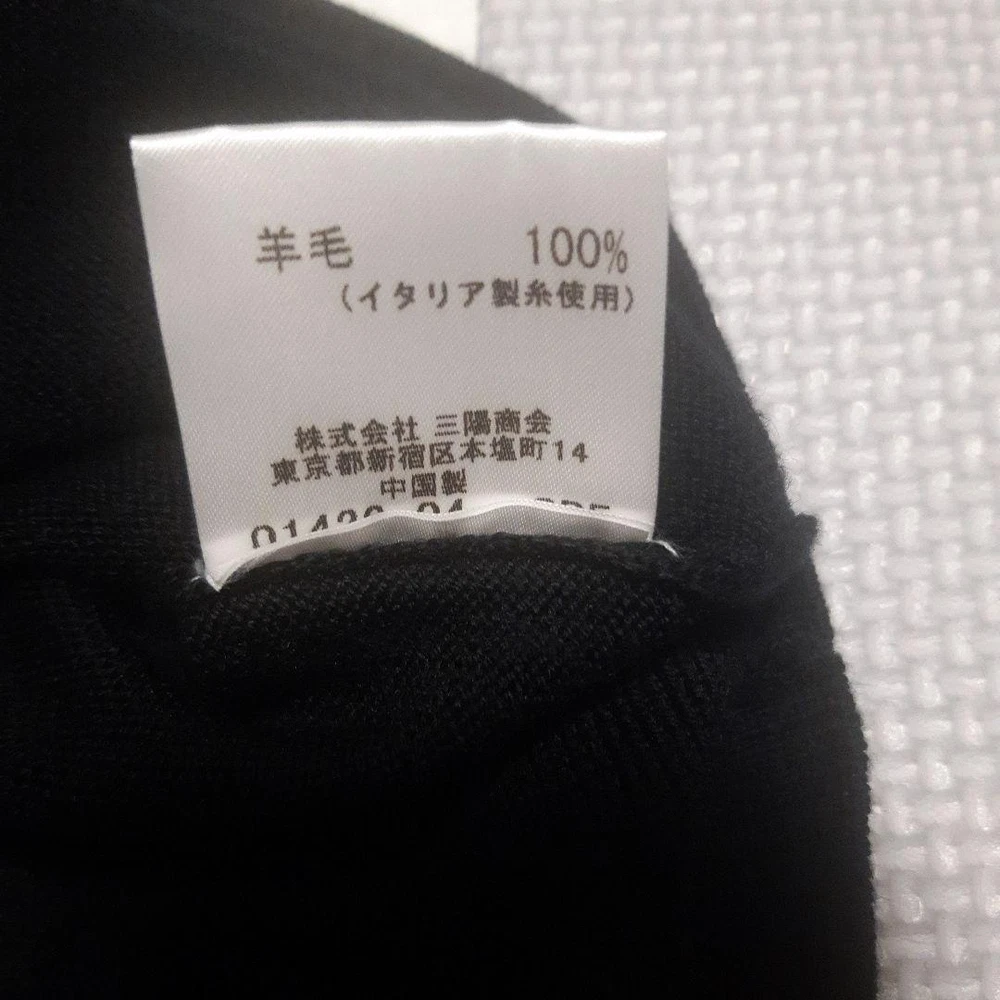 羊毛 100%
(イタリア製糸使用)
株式会社 三陽商会
東京都新宿区本塩町14
中国製